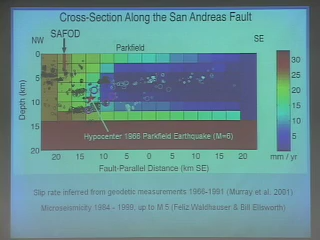 Cross-Section Along the San Andreas Fault
NW SAFOD Parkfield SE
0
5
10
15
20
Depth (km)
Hypocenter 1966 Parkfield Earthquake (M=6)
30
25
20
15
10
5
mm / yr
20 15 10 5 0 5 10 15 20
Fault-Parallel Distance (km SE)
Slip rate inferred from geodetic measurements 1966-1991 (Murray et al. 2001)
Microseismicity 1984 - 1999, up to M 5 (Feliz Waldhauser & Bill Ellsworth)